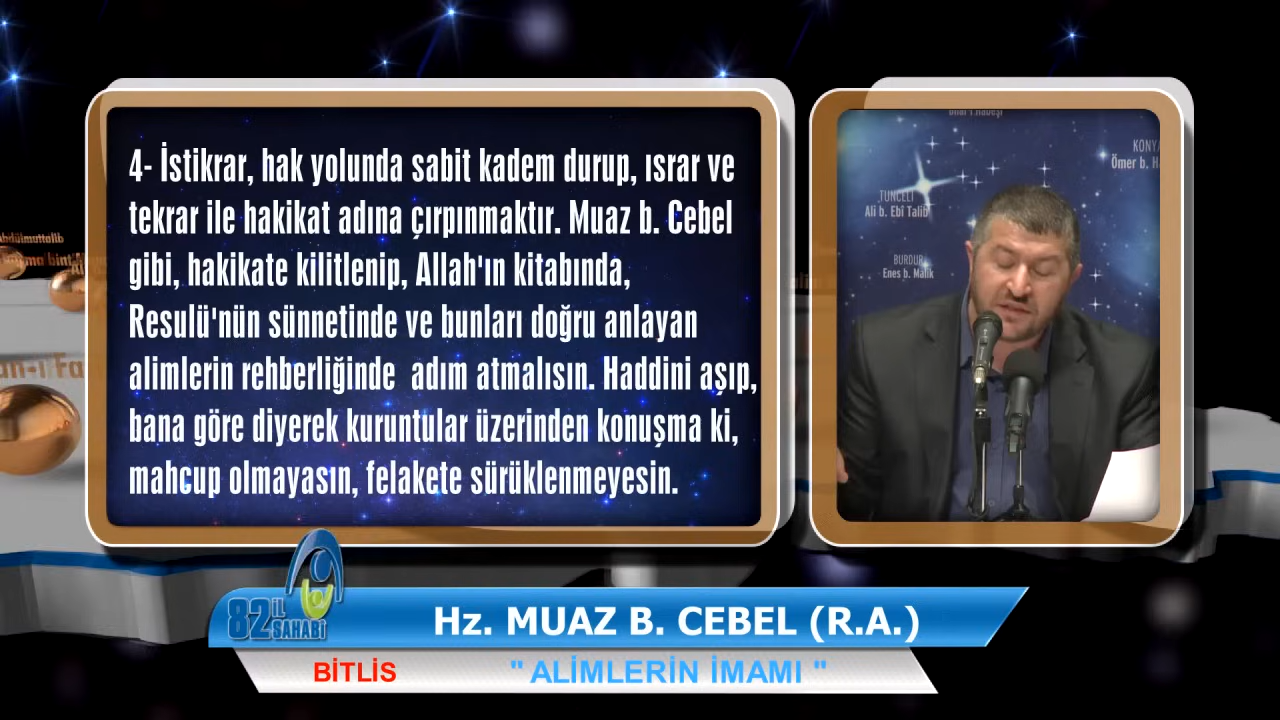 4- İstikrar, hak yolunda sabit kadem durup, ısrar ve
tekrar ile hakikat adına çırpınmaktır. Muaz b. Cebel
gibi, hakikate kilitlenip, Allah'ın kitabında,
Resulü'nün sünnetinde ve bunları doğru anlayan
alimlerin rehberliğinde adım atmalısın. Haddini aşıp,
bana göre diyerek kuruntular üzerinden konuşma ki,
mahcup olmayasın, felakete sürüklenmeyesin.
KONYA
Ömer b. H
TUNCELİ
Ali b. Ebî Talib
BURDUR
Enes b. Malik
82 İL
SAHABİ
Hz. MUAZ B. CEBEL (R.A.)
BİTLİS
" ALİMLERİN İMAMI "